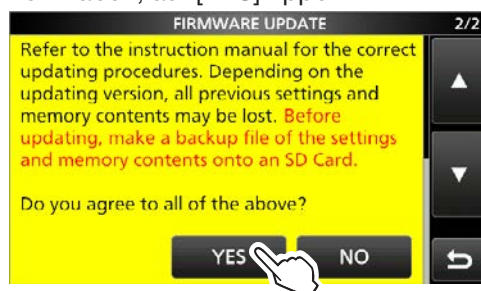 FIRMWARE UPDATE 2/2
Refer to the instruction manual for the correct
updating procedures. Depending on the
updating version, all previous settings and
memory contents may be lost. Before
updating, make a backup file of the settings
and memory contents onto an SD Card.
Do you agree to all of the above?
YES NO